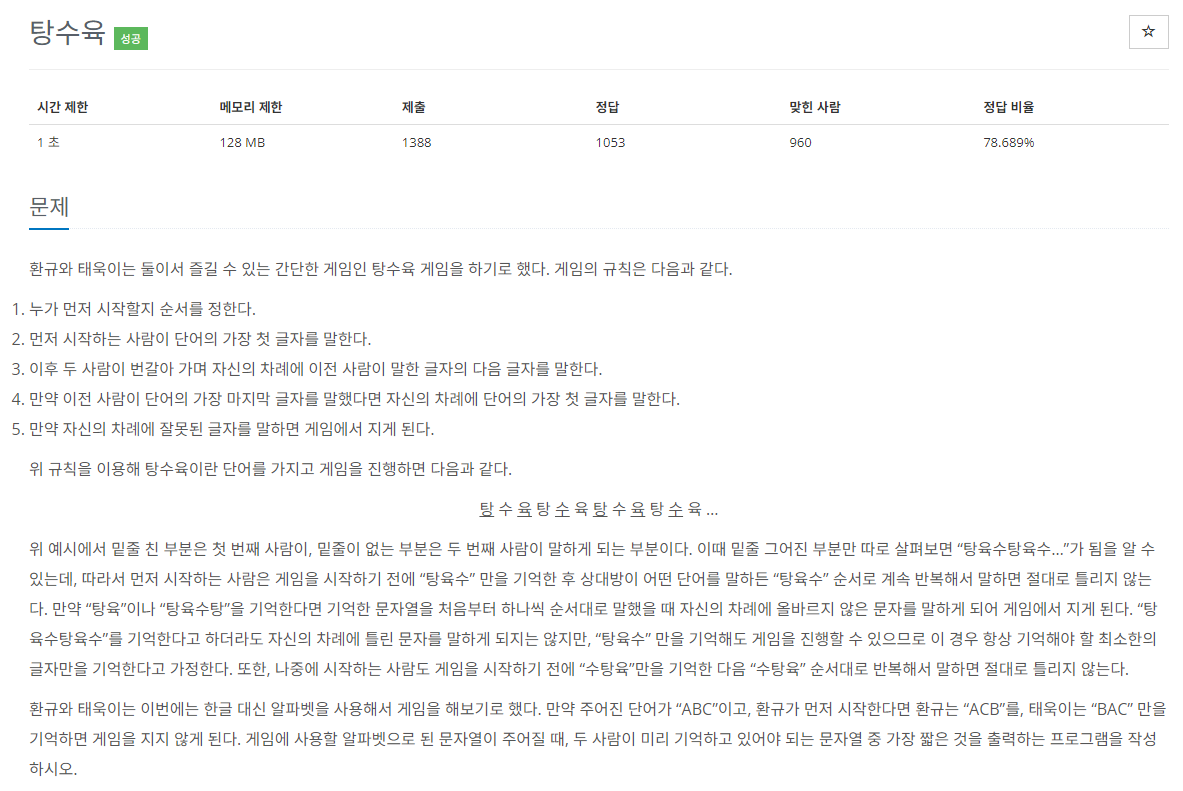 탕수육 성공
☆
시간 제한 메모리 제한 제출 정답 맞힌 사람 정답 비율
1 초 128 MB 1388 1053 960 78.689%
문제
환규와 태욱이는 둘이서 즐길 수 있는 간단한 게임인 탕수육 게임을 하기로 했다. 게임의 규칙은 다음과 같다.
1. 누가 먼저 시작할지 순서를 정한다.
2. 먼저 시작하는 사람이 단어의 가장 첫 글자를 말한다.
3. 이후 두 사람이 번갈아 가며 자신의 차례에 이전 사람이 말한 글자의 다음 글자를 말한다.
4. 만약 이전 사람이 단어의 가장 마지막 글자를 말했다면 자신의 차례에 단어의 가장 첫 글자를 말한다.
5. 만약 자신의 차례에 잘못된 글자를 말하면 게임에서 지게 된다.
위 규칙을 이용해 탕수육이란 단어를 가지고 게임을 진행하면 다음과 같다.
탕 수 육 탕 수 육 탕 수 육 탕 수 육 ...
위 예시에서 밑줄 친 부분은 첫 번째 사람이, 밑줄이 없는 부분은 두 번째 사람이 말하게 되는 부분이다. 이때 밑줄 그어진 부분만 따로 살펴보면 “탕육수탕육수...”가 됨을 알 수
있는데, 따라서 먼저 시작하는 사람은 게임을 시작하기 전에 “탕육수” 만을 기억한 후 상대방이 어떤 단어를 말하든 “탕육수” 순서로 계속 반복해서 말하면 절대로 틀리지 않는
다. 만약 “탕육”이나 “탕육수탕”을 기억한다면 기억한 문자열을 처음부터 하나씩 순서대로 말했을 때 자신의 차례에 올바르지 않은 문자를 말하게 되어 게임에서 지게 된다. “탕
육수탕육수”를 기억한다고 하더라도 자신의 차례에 틀린 문자를 말하게 되지는 않지만, “탕육수” 만을 기억해도 게임을 진행할 수 있으므로 이 경우 항상 기억해야 할 최소한의
글자만을 기억한다고 가정한다. 또한, 나중에 시작하는 사람도 게임을 시작하기 전에 “수탕육”만을 기억한 다음 “수탕육” 순서대로 반복해서 말하면 절대로 틀리지 않는다.
환규와 태욱이는 이번에는 한글 대신 알파벳을 사용해서 게임을 해보기로 했다. 만약 주어진 단어가 “ABC”이고, 환규가 먼저 시작한다면 환규는 “ACB”를, 태욱이는 “BAC” 만을
기억하면 게임을 지지 않게 된다. 게임에 사용할 알파벳으로 된 문자열이 주어질 때, 두 사람이 미리 기억하고 있어야 되는 문자열 중 가장 짧은 것을 출력하는 프로그램을 작성
하시오.